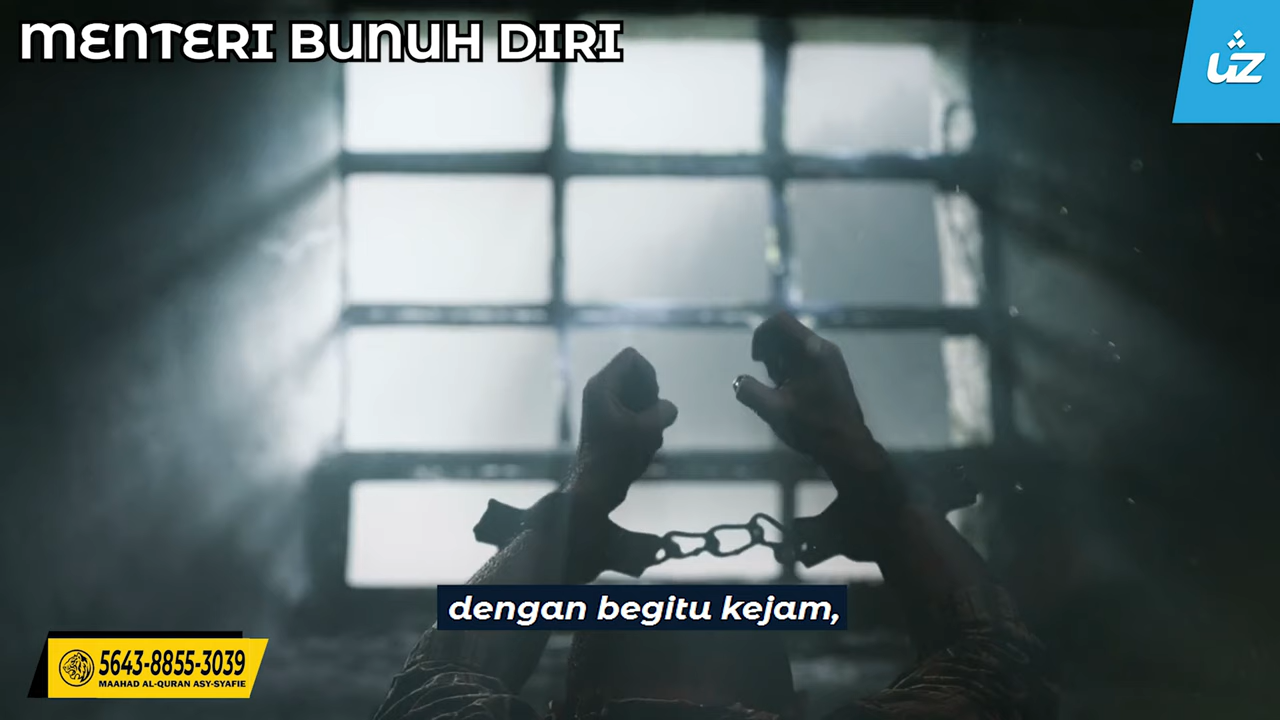 MENTERI BUNUH DIRI
uz
dengan begitu kejam,
5643-8855-3039
MAAHAD AL-QURAN ASY-SYAFIE